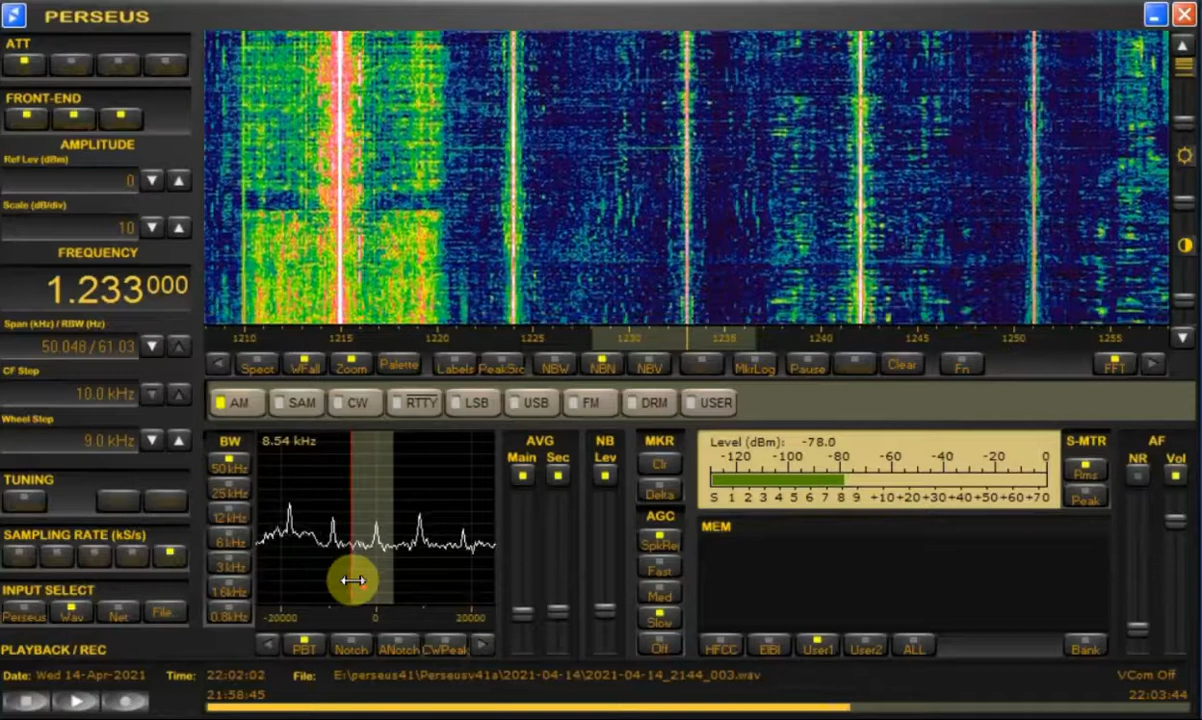 PERSEUS
ATT
FRONT-END
AMPLITUDE
Ref Lev (dBm)
0
Scale (dB/div)
10
FREQUENCY
1.233000
Span (kHz) / RBW (Hz)
50.048 / 61.03
CF Step
10.0 kHz
Wheel Step
9.0 kHz
TUNING
SAMPLING RATE (kS/s)
INPUT SELECT
Perseus Wav Net File.
PLAYBACK / REC
1210 1215 1220 1225 1230 1235 1240 1245 1250 1255
Spect WFall Zoom Palette Labels PeakSrc NBW NBN NBV MkrLog Pause Clear Fn FFT
AM SAM CW RTTY LSB USB FM DRM USER
BW
50 kHz
25 kHz
12 kHz
6 kHz
3 kHz
1.6kHz
0.8kHz
8.54 kHz
-20000 0 20000
PBT Notch ANotch CWPeak
AVG
Main Sec
NB
Lev
MKR
Clr
Delta
AGC
SpkRej
Fast
Med
Slow
Off
Level (dBm): -78.0
-120 -100 -80 -60 -40 -20 0
S 1 2 3 4 5 6 7 8 9 +10+20+30+40+50+60+70
MEM
HFCC EIBI User1 User2 ALL Bank
S-MTR
Rms
Peak
AF
NR Vol
Date: Wed 14-Apr-2021 Time: 22:02:02 File: E:\perseus41\Perseusv41a\2021-04-14\2021-04-14_2144_003.wav VCom Off
21:58:45 22:03:44